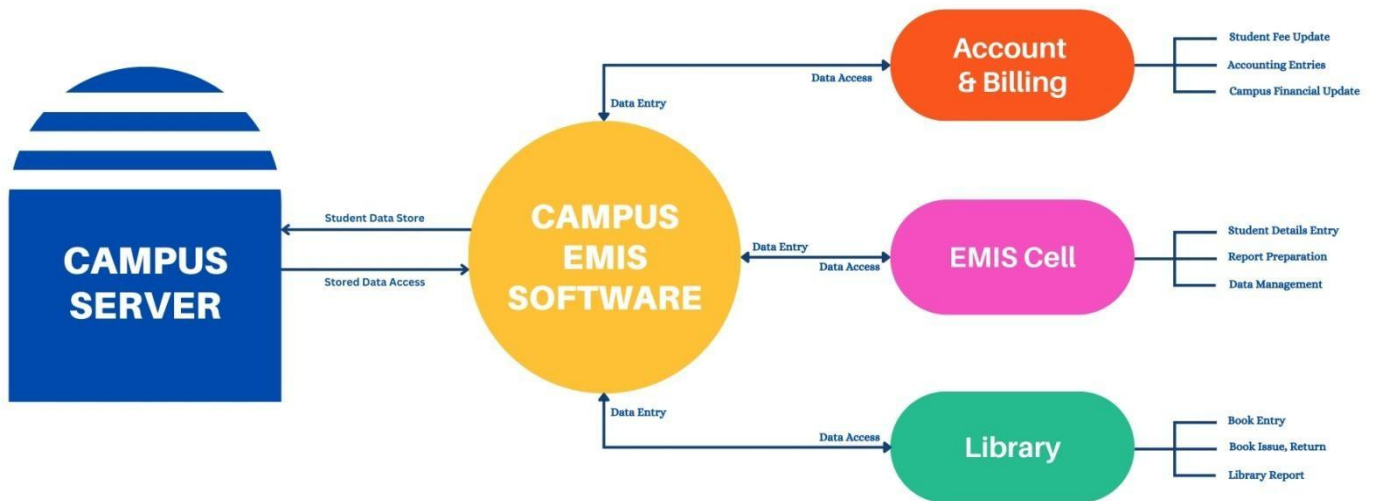 CAMPUS
SERVER
Student Data Store
Stored Data Access
CAMPUS
EMIS
SOFTWARE
Data Entry
Data Access
Account
& Billing
Student Fee Update
Accounting Entries
Campus Financial Update
Data Entry
Data Access
EMIS Cell
Student Details Entry
Report Preparation
Data Management
Data Entry
Data Access
Library
Book Entry
Book Issue, Return
Library Report